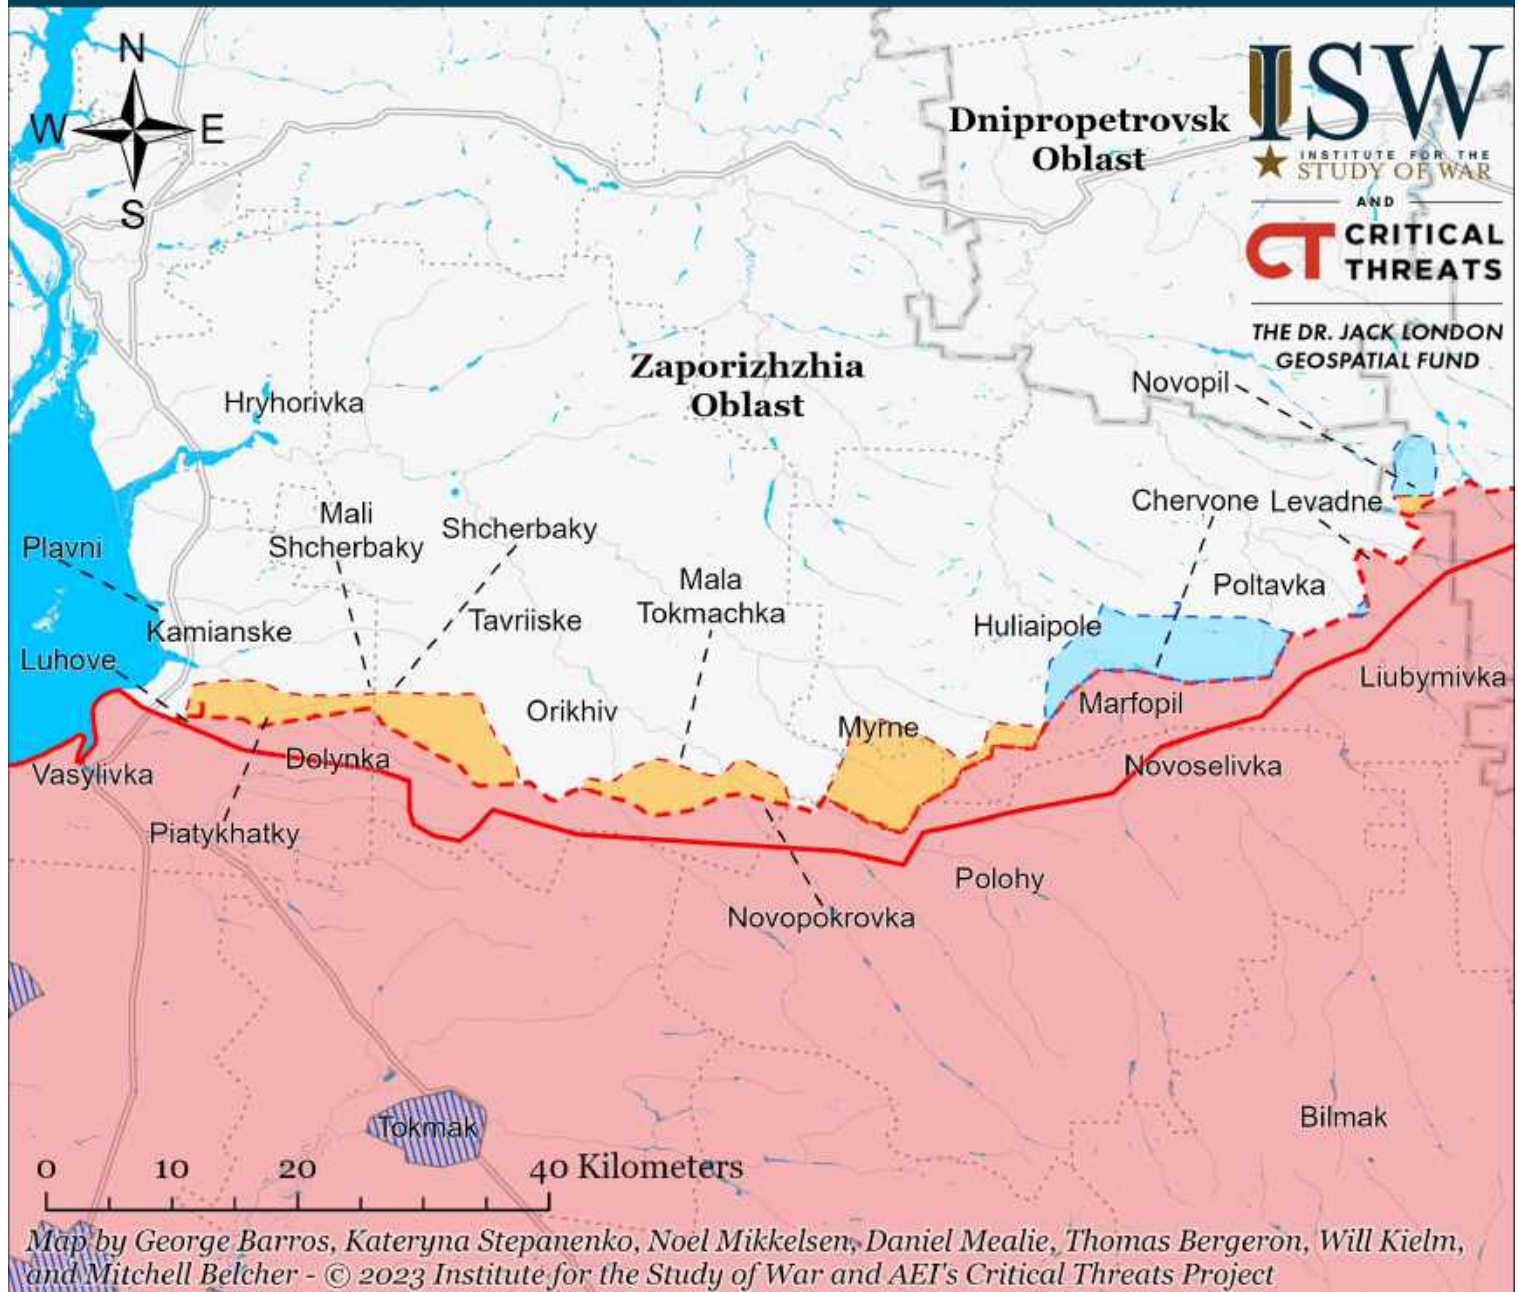 N
W
E
S
Dnipropetrovsk
Oblast
ISW
INSTITUTE FOR THE
STUDY OF WAR
AND
CT CRITICAL
THREATS
THE DR. JACK LONDON
GEOSPATIAL FUND
Zaporizhzhia
Oblast
Novopil
Hryhorivka
Mali
Shcherbaky
Shcherbaky
Chervone
Levadne
Plavni
Mala
Tokmachka
Poltavka
Kamianske
Tavriiske
Huliaipole
Luhove
Orikhiv
Marfopil
Liubymivka
Myrne
Vasylivka
Dolynka
Novoselivka
Piatykhatky
Polohy
Novopokrovka
Tokmak
Bilmak
0 10 20 40 Kilometers
Map by George Barros, Kateryna Stepanenko, Noel Mikkelsen, Daniel Mealie, Thomas Bergeron, Will Kielm,
and Mitchell Belcher - © 2023 Institute for the Study of War and AEI's Critical Threats Project